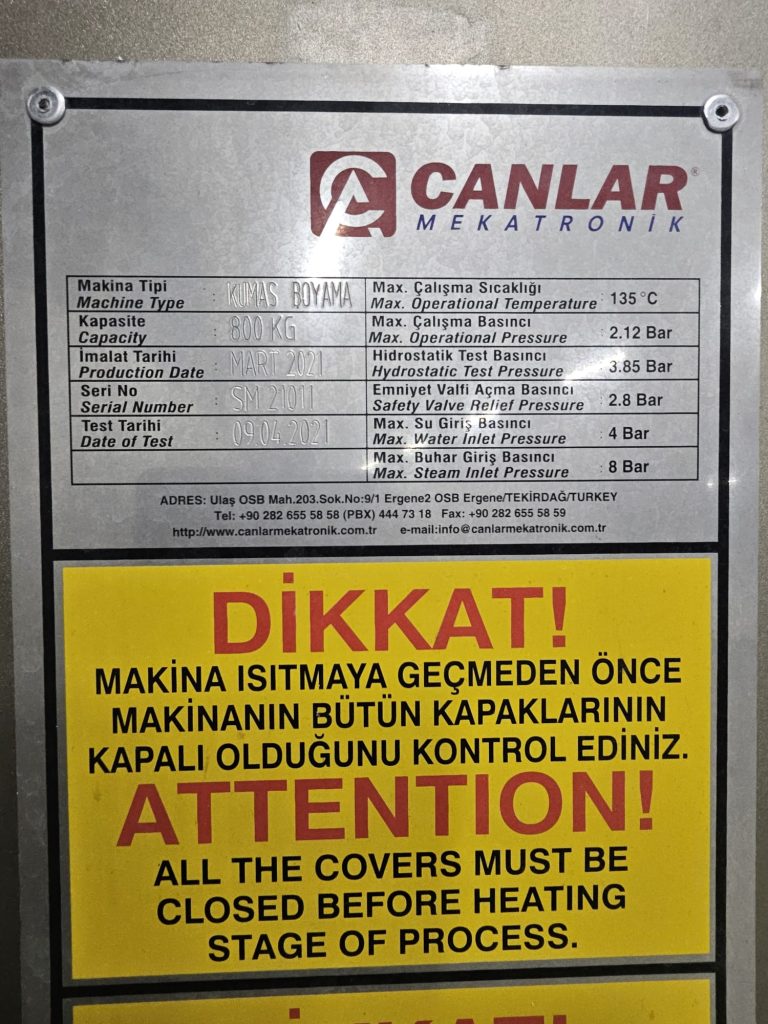 CANLAR®
MEKATRONİK
Makina Tipi
Machine Type : KUMAS BOYAMA
Max. Çalışma Sıcaklığı
Max. Operational Temperature : 135 °C
Kapasite
Capacity : 800 KG
Max. Çalışma Basıncı
Max. Operational Pressure : 2.12 Bar
İmalat Tarihi
Production Date : MART 2021
Hidrostatik Test Basıncı
Hydrostatic Test Pressure : 3.85 Bar
Seri No
Serial Number : SM 21011
Emniyet Valfi Açma Basıncı
Safety Valve Relief Pressure : 2.8 Bar
Test Tarihi
Date of Test : 09.04.2021
Max. Su Giriş Basıncı
Max. Water Inlet Pressure : 4 Bar
Max. Buhar Giriş Basıncı
Max. Steam Inlet Pressure : 8 Bar
ADRES: Ulaş OSB Mah.203.Sok.No:9/1 Ergene2 OSB Ergene/TEKİRDAĞ/TURKEY
Tel: +90 282 655 58 58 (PBX) 444 73 18 Fax: +90 282 655 58 59
http://www.canlarmekatronik.com.tr e-mail:info@canlarmekatronik.com.tr
DİKKAT!
MAKİNA ISITMAYA GEÇMEDEN ÖNCE
MAKİNANIN BÜTÜN KAPAKLARININ
KAPALI OLDUĞUNU KONTROL EDİNİZ.
ATTENTION!
ALL THE COVERS MUST BE
CLOSED BEFORE HEATING
STAGE OF PROCESS.
DİKKAT!